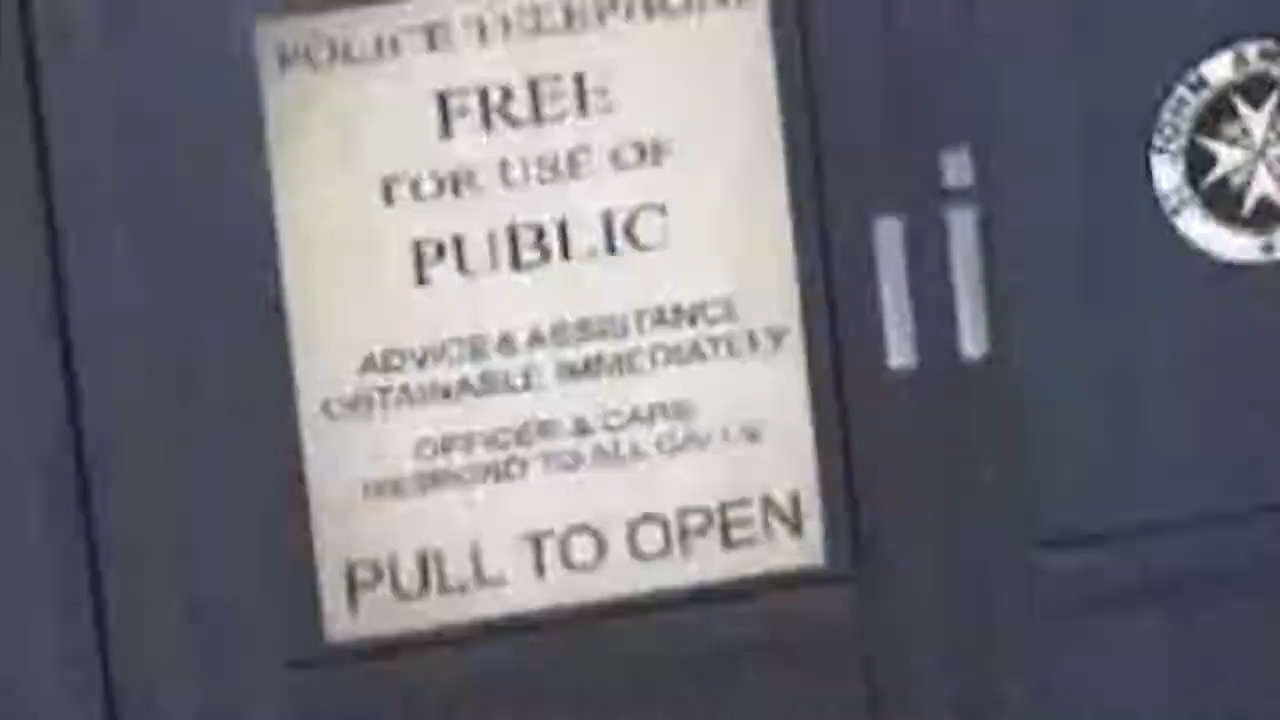 POLICE TELEPHONE
FREE
FOR USE OF
PUBLIC
ADVICE & ASSISTANCE
OBTAINABLE IMMEDIATELY
OFFICER & CARS
RESPOND TO ALL CALLS
PULL TO OPEN